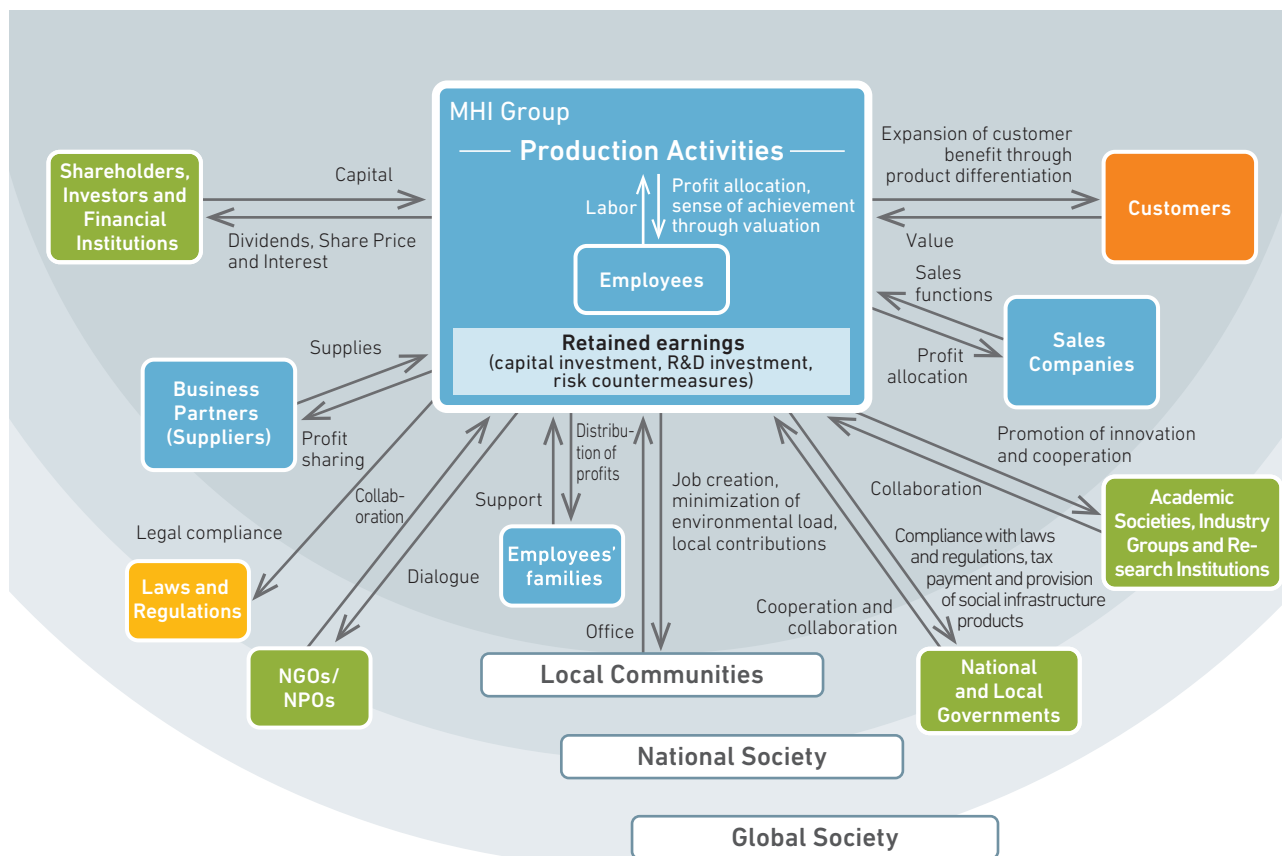 MHI Group
Production Activities
Labor
Profit allocation,
sense of achievement
through valuation
Employees
Retained earnings
(capital investment, R&D investment,
risk countermeasures)
Shareholders,
Investors and
Financial
Institutions
Capital
Dividends, Share Price
and Interest
Expansion of customer
benefit through
product differentiation
Customers
Value
Sales
functions
Sales
Companies
Profit
allocation
Supplies
Business
Partners
(Suppliers)
Profit
sharing
Legal compliance
Laws and
Regulations
Collab-
oration
Dialogue
NGOs/
NPOs
Support
Distribu-
tion of
profits
Employees’
families
Job creation,
minimization of
environmental load,
local contributions
Office
Local Communities
Promotion of innovation
and cooperation
Collaboration
Academic
Societies, Industry
Groups and Re-
search Institutions
Compliance with laws
and regulations, tax
payment and provision
of social infrastructure
products
Cooperation and
collaboration
National
and Local
Governments
National Society
Global Society